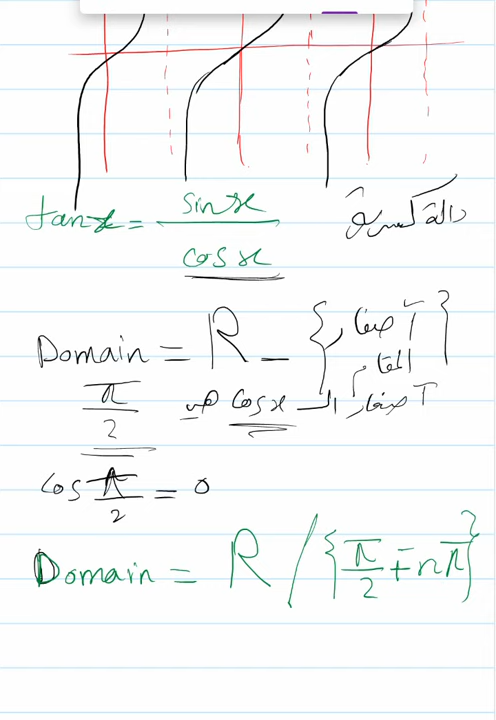 tan x = sin x / cos x دالة كسرية
Domain = R - { أصفار المقام }
π/2 أصفار الـ cos x هي
cos π/2 = 0
Domain = R / { π/2 ∓ nπ }